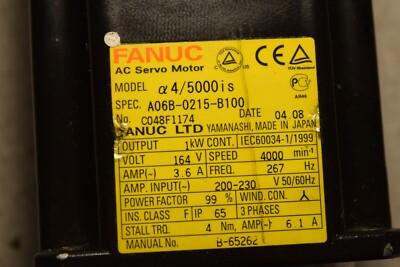 FANUC
AC Servo Motor
MODEL α4/5000is
SPEC. A06B-0215-B100
No. C048F1174 DATE 04.08
FANUC LTD YAMANASHI, MADE IN JAPAN
OUTPUT 1 kW CONT. IEC60034-1/1999
VOLT 164 V SPEED 4000 min-1
AMP(~) 3.6 A FREQ. 267 Hz
AMP. INPUT(~) 200-230 V 50/60Hz
POWER FACTOR 99 % WIND. CON. 人
INS. CLASS F IP 65 3 PHASES
STALL TRQ. 4 Nm, AMP(~) 6.1 A
MANUAL No. B-65262